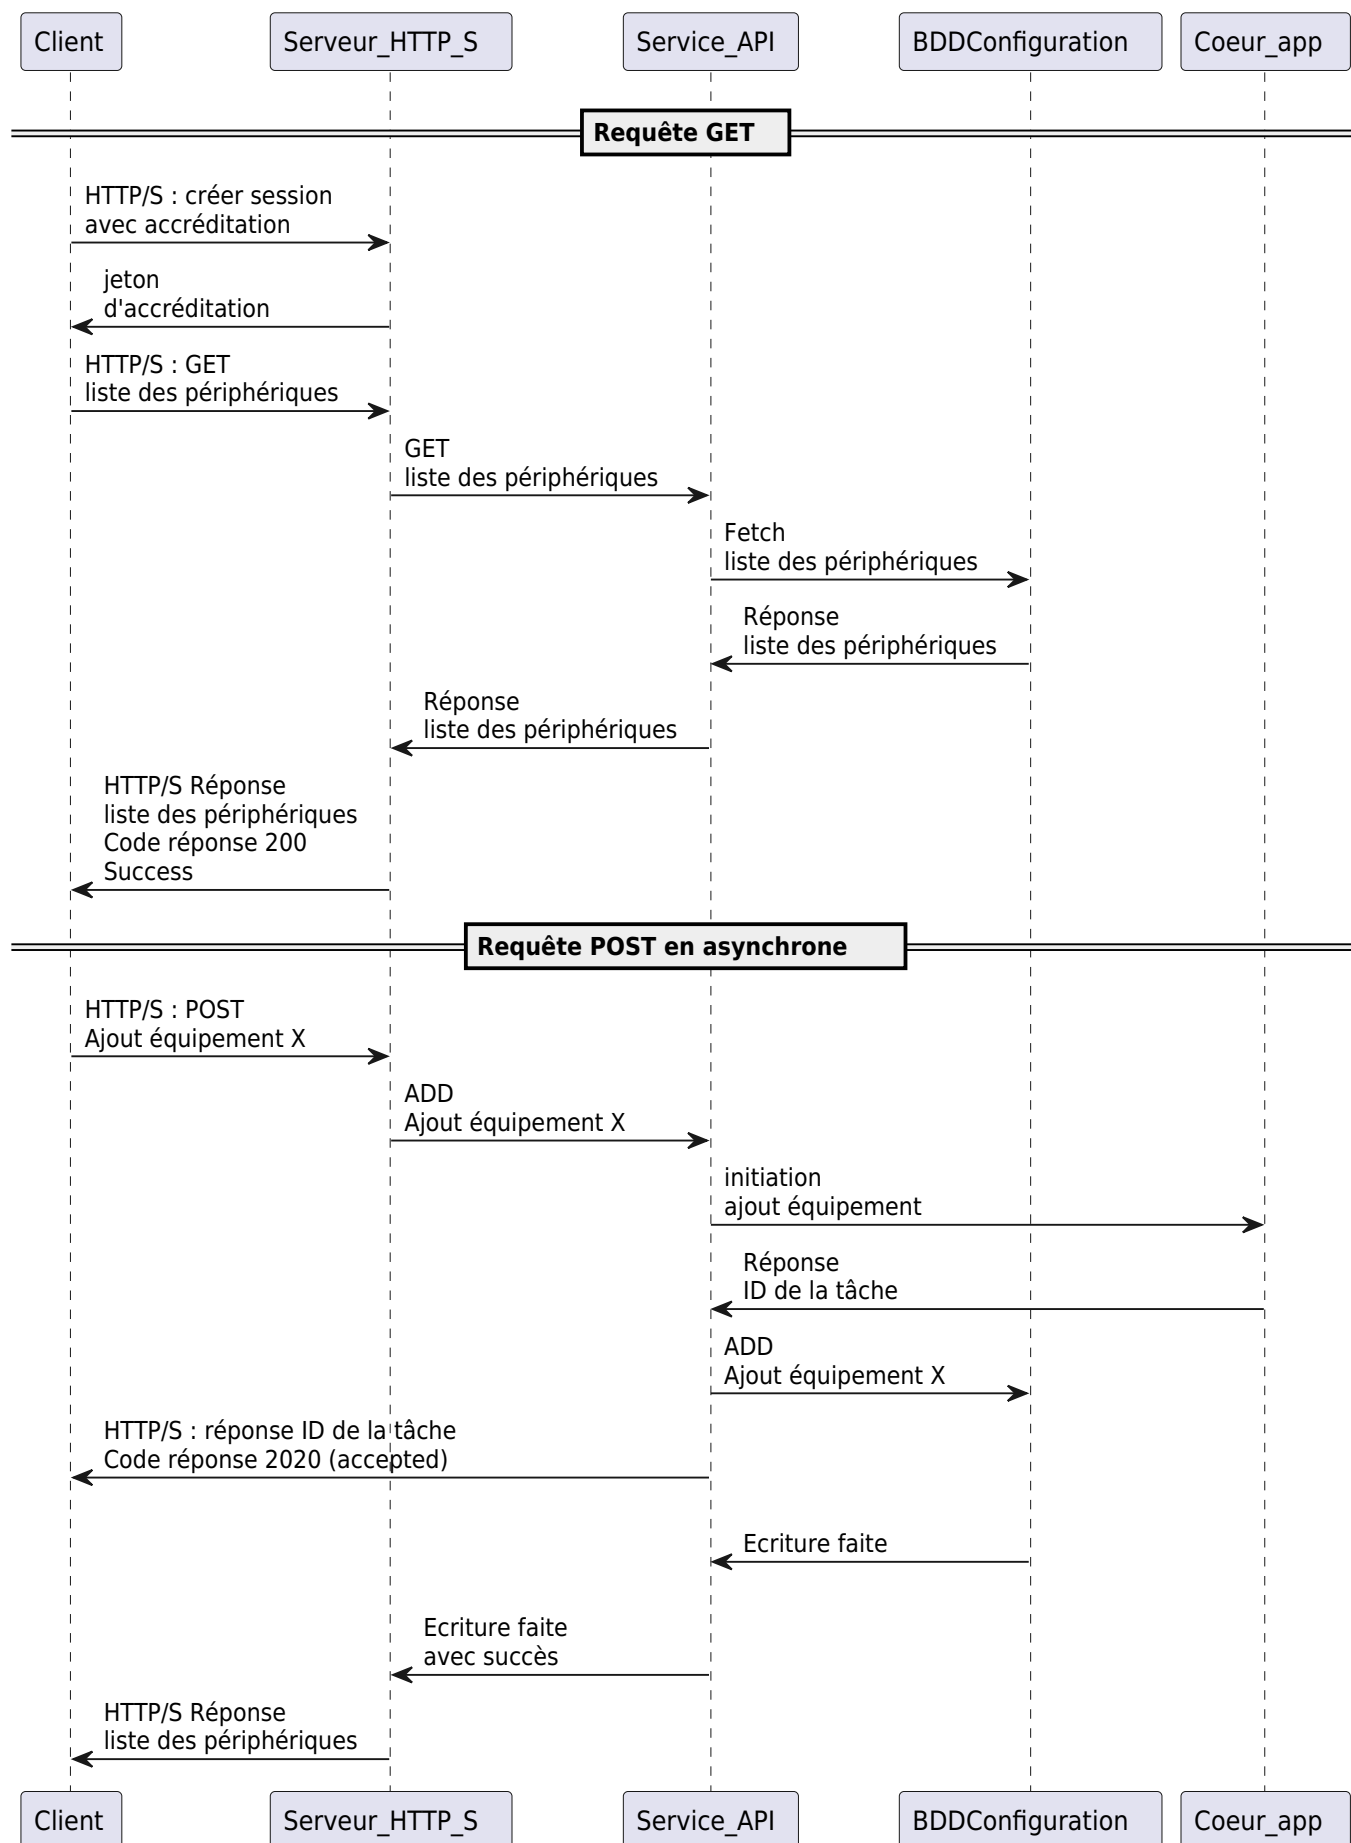 Client
Serveur_HTTP_S
Service_API
BDDConfiguration
Coeur_app
Requête GET
HTTP/S : créer session
avec accréditation
jeton
d'accréditation
HTTP/S : GET
liste des périphériques
GET
liste des périphériques
Fetch
liste des périphériques
Réponse
liste des périphériques
Réponse
liste des périphériques
HTTP/S Réponse
liste des périphériques
Code réponse 200
Success
Requête POST en asynchrone
HTTP/S : POST
Ajout équipement X
ADD
Ajout équipement X
initiation
ajout équipement
Réponse
ID de la tâche
ADD
Ajout équipement X
HTTP/S : réponse ID de la tâche
Code réponse 2020 (accepted)
Ecriture faite
Ecriture faite
avec succès
HTTP/S Réponse
liste des périphériques
Client
Serveur_HTTP_S
Service_API
BDDConfiguration
Coeur_app